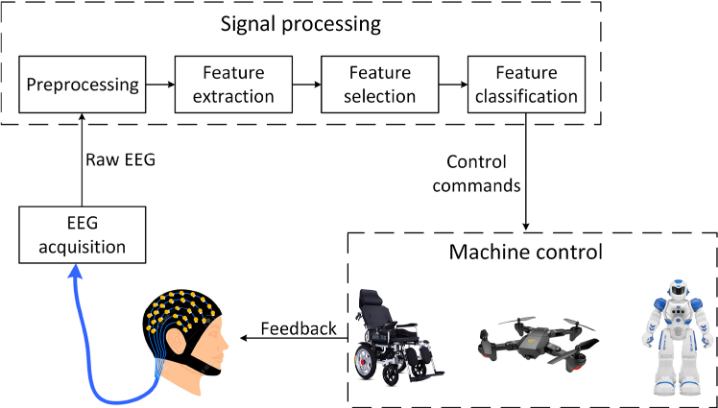 Signal processing
Preprocessing
Feature
extraction
Feature
selection
Feature
classification
Raw EEG
Control
commands
EEG
acquisition
Machine control
Feedback